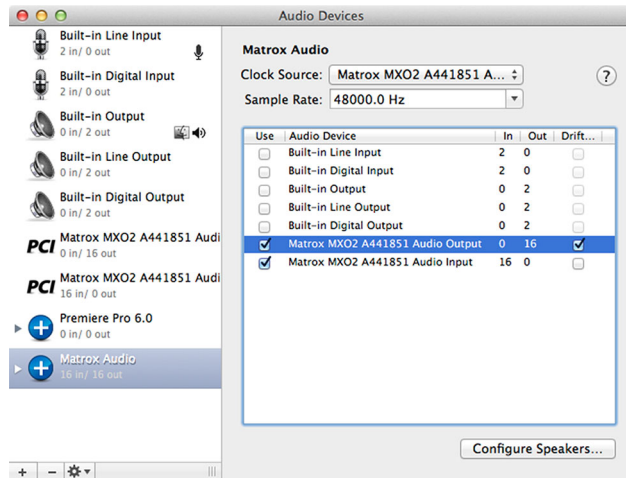 Audio Devices
Built-in Line Input
2 in/ 0 out
Built-in Digital Input
2 in/ 0 out
Built-in Output
0 in/ 2 out
Built-in Line Output
0 in/ 2 out
Built-in Digital Output
0 in/ 2 out
PCI Matrox MXO2 A441851 Audi
0 in/ 16 out
PCI Matrox MXO2 A441851 Audi
16 in/ 0 out
Premiere Pro 6.0
0 in/ 0 out
Matrox Audio
16 in/ 16 out
Matrox Audio
Clock Source: Matrox MXO2 A441851 A... ?
Sample Rate: 48000.0 Hz
Use Audio Device In Out Drift...
Built-in Line Input 2 0
Built-in Digital Input 2 0
Built-in Output 0 2
Built-in Line Output 0 2
Built-in Digital Output 0 2
Matrox MXO2 A441851 Audio Output 0 16
Matrox MXO2 A441851 Audio Input 16 0
Configure Speakers...